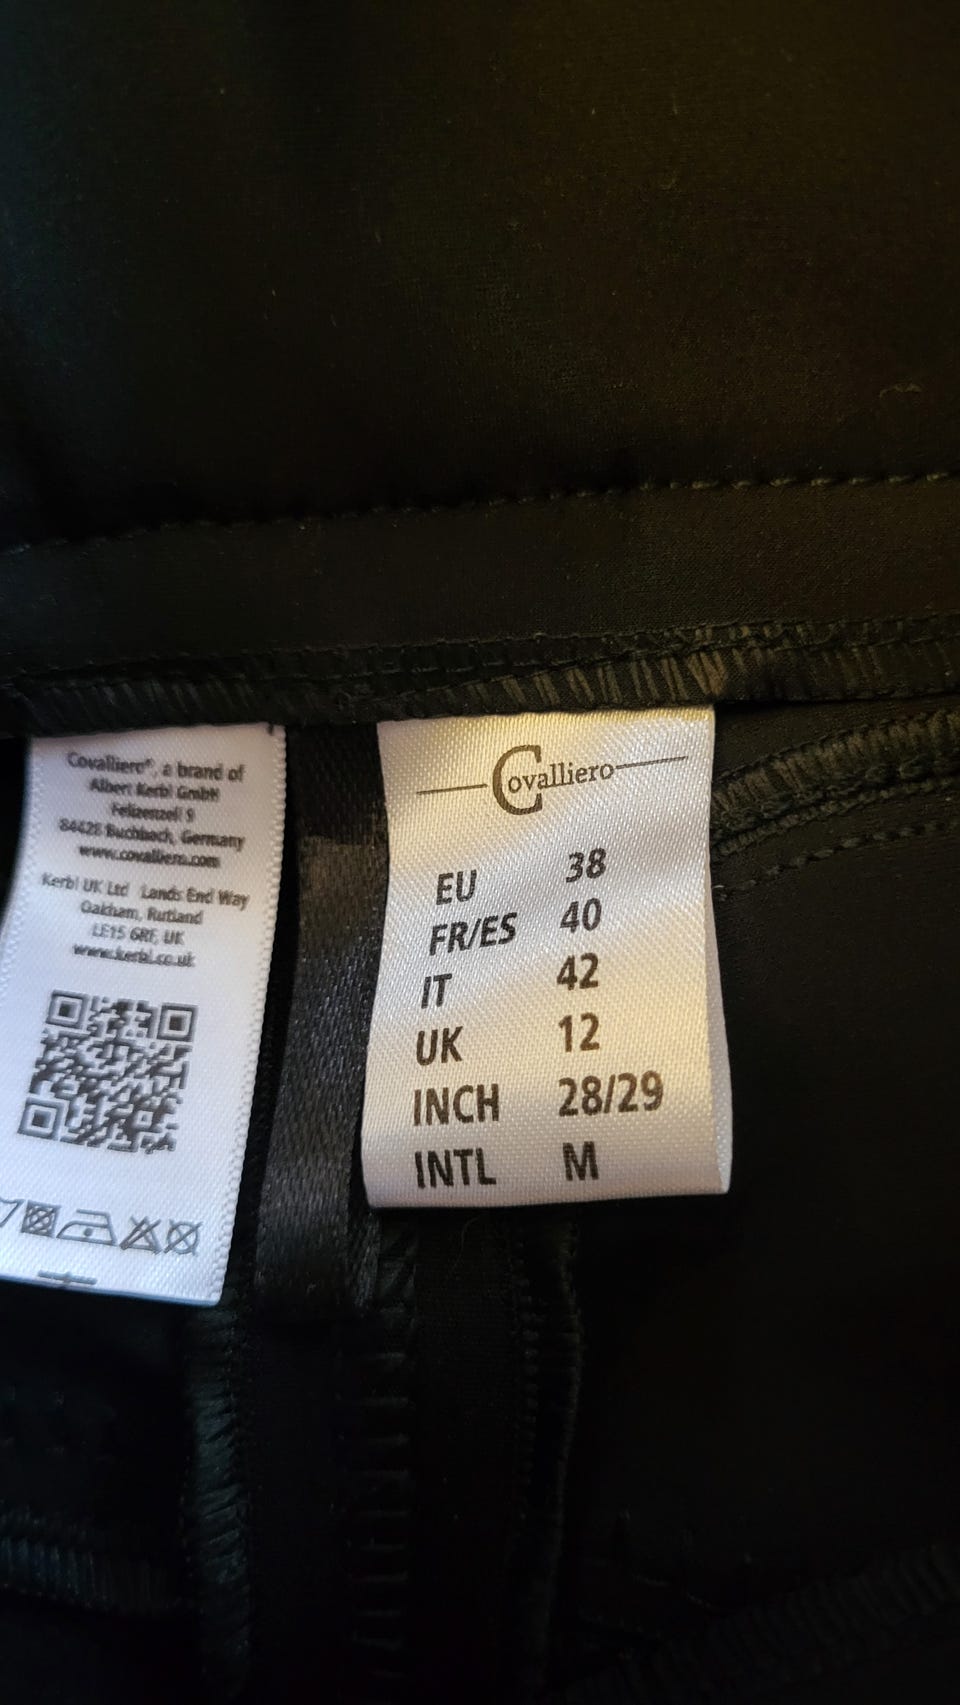 Covalliero®, a brand of
Albert Kerbl GmbH
Felizenzell 9
84428 Buchbach, Germany
www.covalliero.com
Kerbl UK Ltd Lands End Way
Oakham, Rutland
LE15 6RF, UK
www.kerbl.co.uk
Covalliero
EU 38
FR/ES 40
IT 42
UK 12
INCH 28/29
INTL M